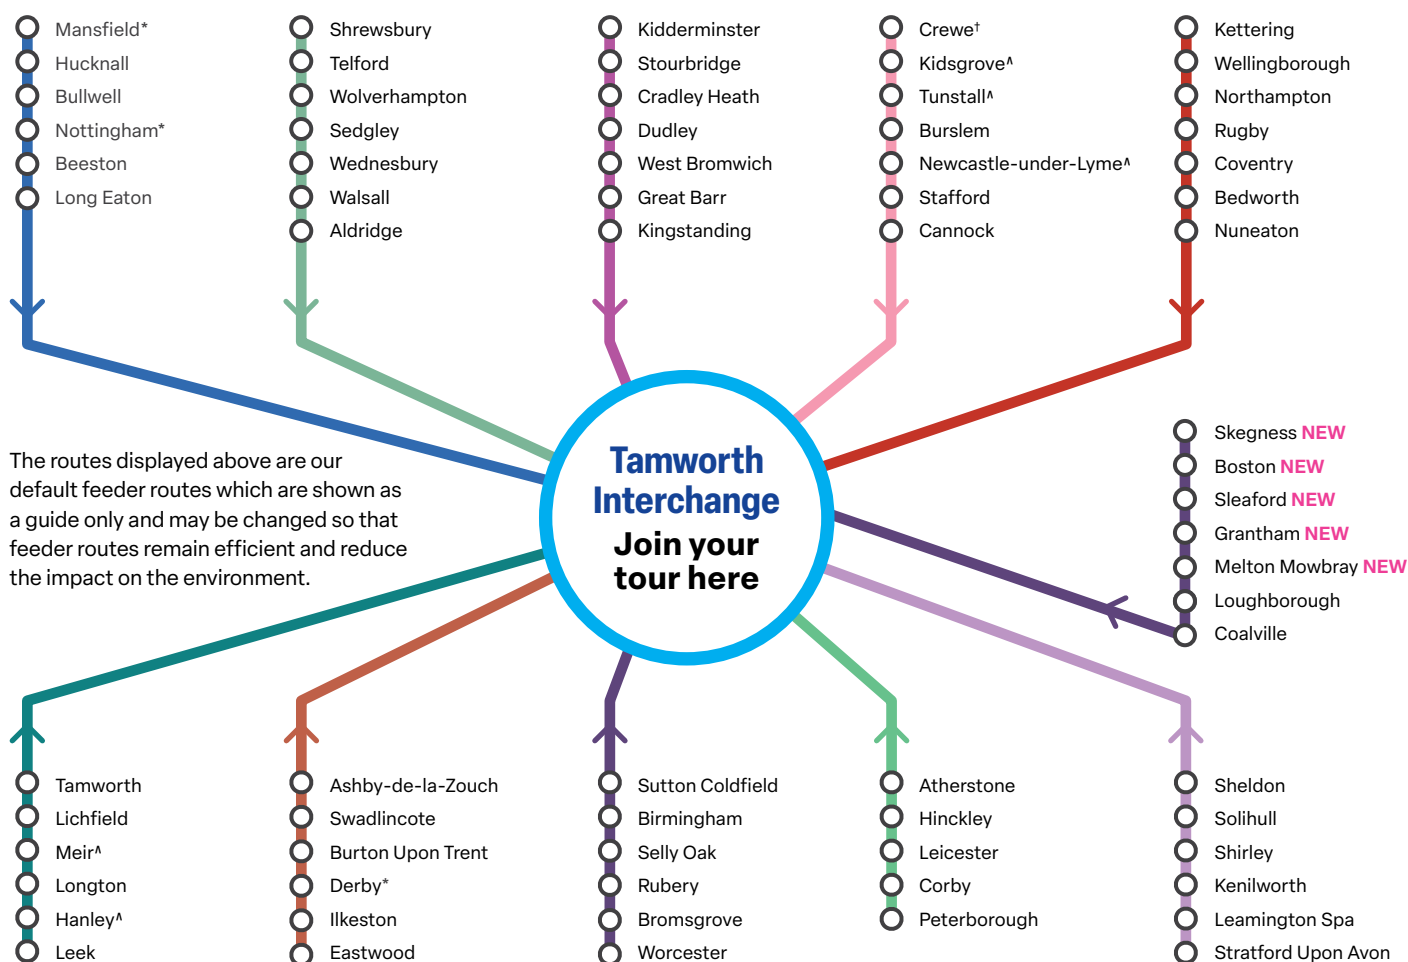 Mansfield*
Hucknall
Bullwell
Nottingham*
Beeston
Long Eaton
Shrewsbury
Telford
Wolverhampton
Sedgley
Wednesbury
Walsall
Aldridge
Kidderminster
Stourbridge
Cradley Heath
Dudley
West Bromwich
Great Barr
Kingstanding
Crewe†
Kidsgrove^
Tunstall^
Burslem
Newcastle-under-Lyme^
Stafford
Cannock
Kettering
Wellingborough
Northampton
Rugby
Coventry
Bedworth
Nuneaton
The routes displayed above are our
default feeder routes which are shown as
a guide only and may be changed so that
feeder routes remain efficient and reduce
the impact on the environment.
Tamworth
Interchange
Join your
tour here
Skegness NEW
Boston NEW
Sleaford NEW
Grantham NEW
Melton Mowbray NEW
Loughborough
Coalville
Tamworth
Lichfield
Meir^
Longton
Hanley^
Leek
Ashby-de-la-Zouch
Swadlincote
Burton Upon Trent
Derby*
Ilkeston
Eastwood
Sutton Coldfield
Birmingham
Selly Oak
Rubery
Bromsgrove
Worcester
Atherstone
Hinckley
Leicester
Corby
Peterborough
Sheldon
Solihull
Shirley
Kenilworth
Leamington Spa
Stratford Upon Avon